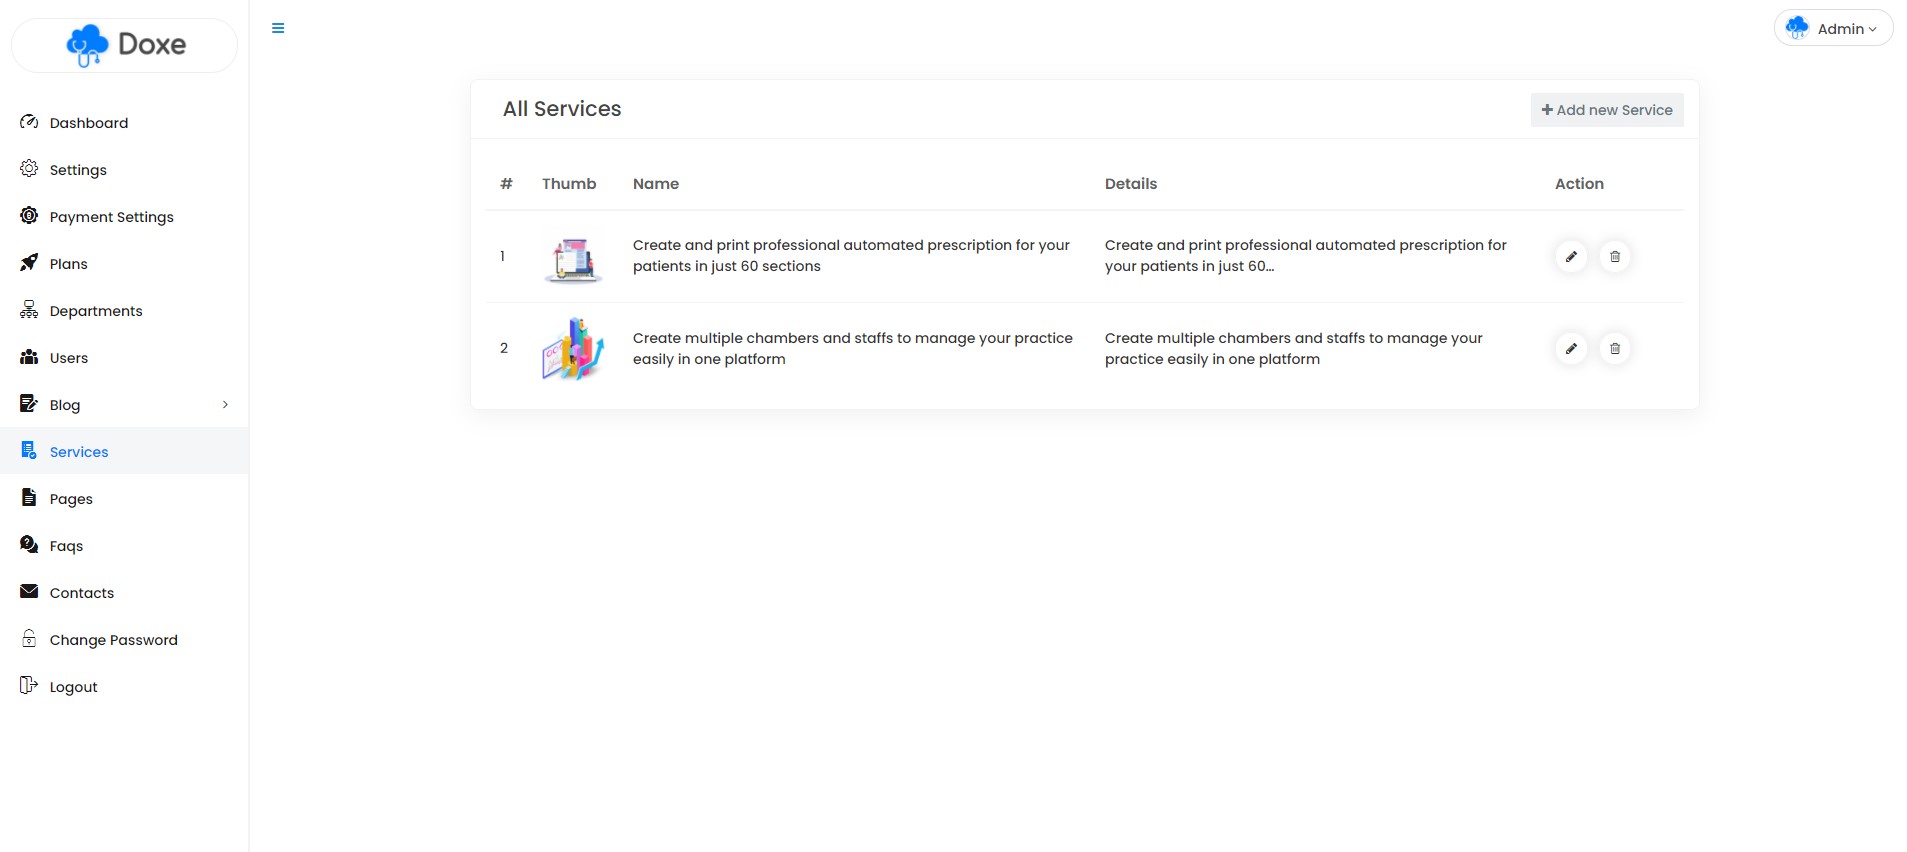 Doxe
Admin
Dashboard
Settings
Payment Settings
Plans
Departments
Users
Blog
Services
Pages
Faqs
Contacts
Change Password
Logout
All Services
Add new Service
# Thumb Name Details Action
1
Create and print professional automated prescription for your
patients in just 60 sections
Create and print professional automated prescription for
your patients in just 60...
2
Create multiple chambers and staffs to manage your practice
easily in one platform
Create multiple chambers and staffs to manage your
practice easily in one platform